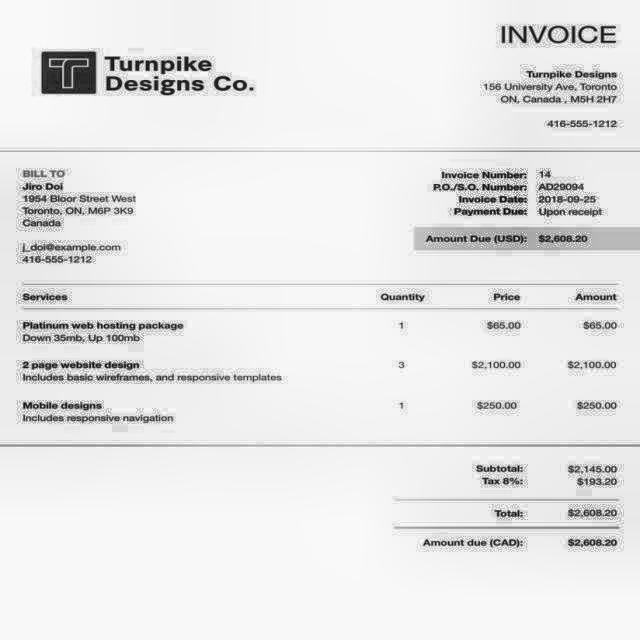 INVOICE
Turnpike
Designs Co.
Turnpike Designs
156 University Ave, Toronto
ON, Canada , M5H 2H7
416-555-1212
BILL TO
Jiro Doi
1954 Bloor Street West
Toronto, ON, M6P 3K9
Canada
j_doi@example.com
416-555-1212
Invoice Number: 14
P.O./S.O. Number: AD29094
Invoice Date: 2018-09-25
Payment Due: Upon receipt
Amount Due (USD): $2,608.20
Services Quantity Price Amount
Platinum web hosting package 1 $65.00 $65.00
Down 35mb, Up 100mb
2 page website design 3 $2,100.00 $2,100.00
Includes basic wireframes, and responsive templates
Mobile designs 1 $250.00 $250.00
Includes responsive navigation
Subtotal: $2,145.00
Tax 8%: $193.20
Total: $2,608.20
Amount due (CAD): $2,608.20